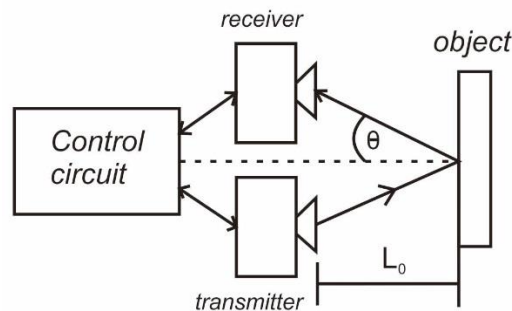 receiver
object
Control
circuit
θ
L₀
transmitter